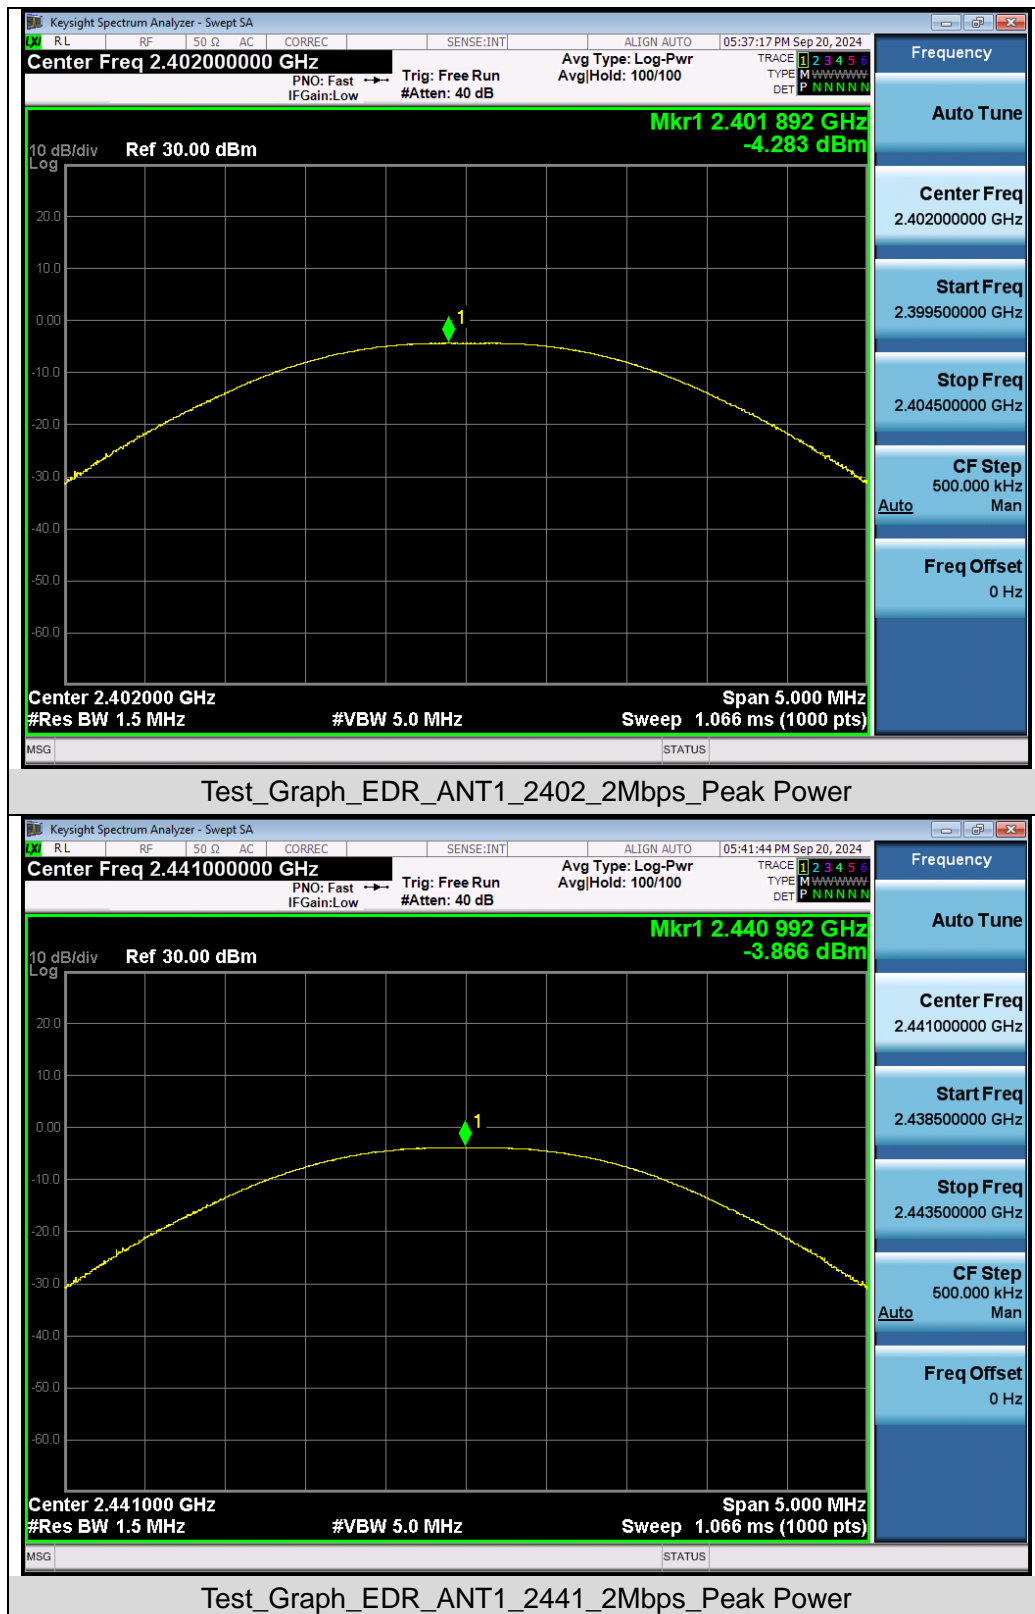 Keysight Spectrum Analyzer - Swept SA
LXI RL RF 50 Ω AC CORREC SENSE:INT ALIGN AUTO 05:37:17 PM Sep 20, 2024
Center Freq 2.402000000 GHz
PNO: Fast
IFGain:Low
Trig: Free Run
#Atten: 40 dB
Avg Type: Log-Pwr
Avg|Hold: 100/100
TRACE 1 2 3 4 5 6
TYPE M WWWWW
DET P N N N N N
Mkr1 2.401 892 GHz
-4.283 dBm
10 dB/div Ref 30.00 dBm
Log
20.0
10.0
0.00
-10.0
-20.0
-30.0
-40.0
-50.0
-60.0
1
Center 2.402000 GHz Span 5.000 MHz
#Res BW 1.5 MHz #VBW 5.0 MHz Sweep 1.066 ms (1000 pts)
MSG STATUS
Frequency
Auto Tune
Center Freq
2.402000000 GHz
Start Freq
2.399500000 GHz
Stop Freq
2.404500000 GHz
CF Step
500.000 kHz
Auto Man
Freq Offset
0 Hz
Test_Graph_EDR_ANT1_2402_2Mbps_Peak Power
Keysight Spectrum Analyzer - Swept SA
LXI RL RF 50 Ω AC CORREC SENSE:INT ALIGN AUTO 05:41:44 PM Sep 20, 2024
Center Freq 2.441000000 GHz
PNO: Fast
IFGain:Low
Trig: Free Run
#Atten: 40 dB
Avg Type: Log-Pwr
Avg|Hold: 100/100
TRACE 1 2 3 4 5 6
TYPE M WWWWW
DET P N N N N N
Mkr1 2.440 992 GHz
-3.866 dBm
10 dB/div Ref 30.00 dBm
Log
20.0
10.0
0.00
-10.0
-20.0
-30.0
-40.0
-50.0
-60.0
1
Center 2.441000 GHz Span 5.000 MHz
#Res BW 1.5 MHz #VBW 5.0 MHz Sweep 1.066 ms (1000 pts)
MSG STATUS
Frequency
Auto Tune
Center Freq
2.441000000 GHz
Start Freq
2.438500000 GHz
Stop Freq
2.443500000 GHz
CF Step
500.000 kHz
Auto Man
Freq Offset
0 Hz
Test_Graph_EDR_ANT1_2441_2Mbps_Peak Power